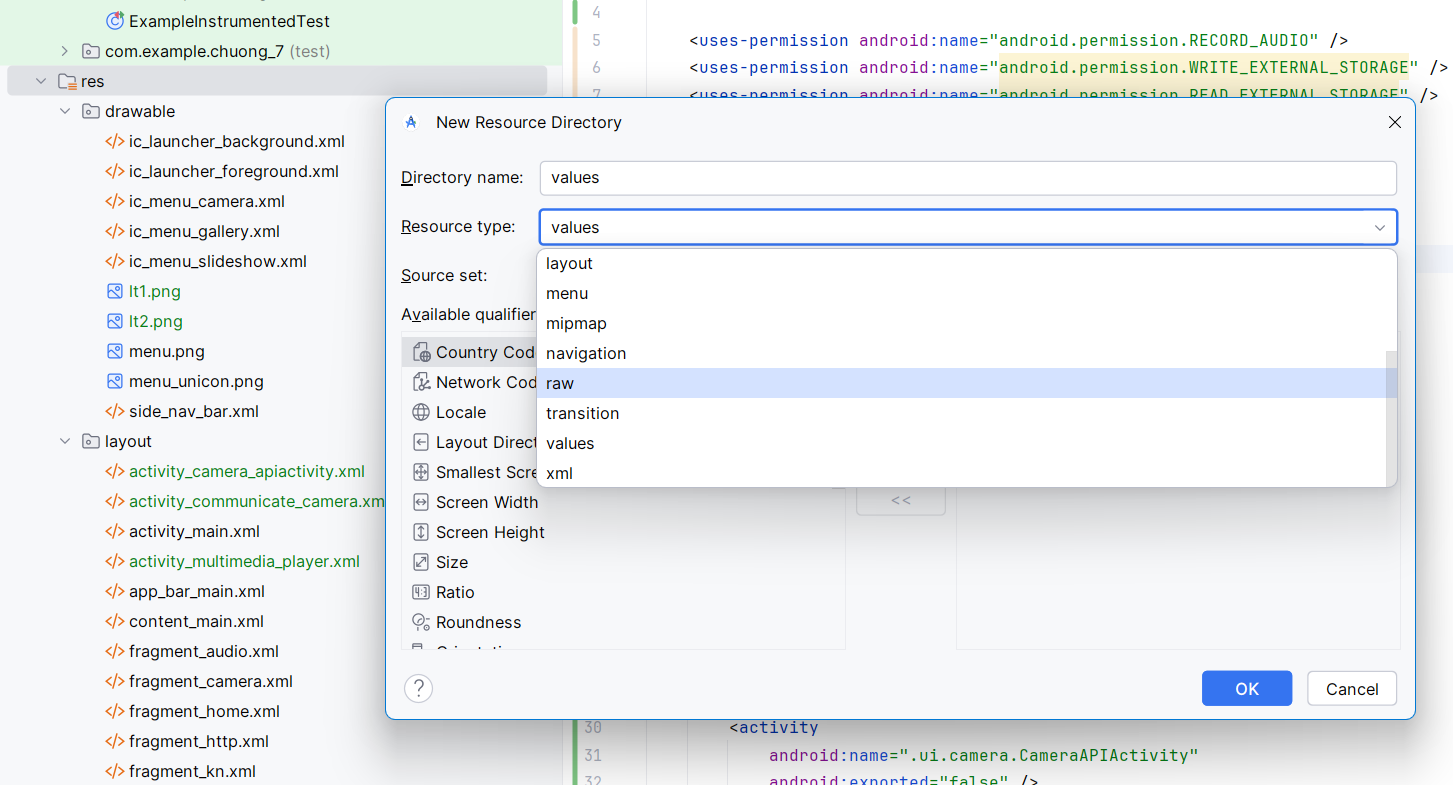 ExampleInstrumentedTest
com.example.chuong_7 (test)
res
drawable
ic_launcher_background.xml
ic_launcher_foreground.xml
ic_menu_camera.xml
ic_menu_gallery.xml
ic_menu_slideshow.xml
lt1.png
lt2.png
menu.png
menu_unicon.png
side_nav_bar.xml
layout
activity_camera_apiactivity.xml
activity_communicate_camera.xm
activity_main.xml
activity_multimedia_player.xml
app_bar_main.xml
content_main.xml
fragment_audio.xml
fragment_camera.xml
fragment_home.xml
fragment_http.xml
fragment_kn.xml
4
5 <uses-permission android:name="android.permission.RECORD_AUDIO" />
6 <uses-permission android:name="android.permission.WRITE_EXTERNAL_STORAGE" />
7 <uses-permission android:name="android.permission.READ_EXTERNAL_STORAGE" />
New Resource Directory
Directory name: values
Resource type: values
Source set:
Available qualifier
layout
menu
mipmap
navigation
raw
transition
values
xml
Country Cod
Network Cod
Locale
Layout Direct
Smallest Scre
Screen Width
Screen Height
Size
Ratio
Roundness
<<
?
OK
Cancel
30 <activity
31 android:name=".ui.camera.CameraAPIActivity"
32 android:exported="false" />